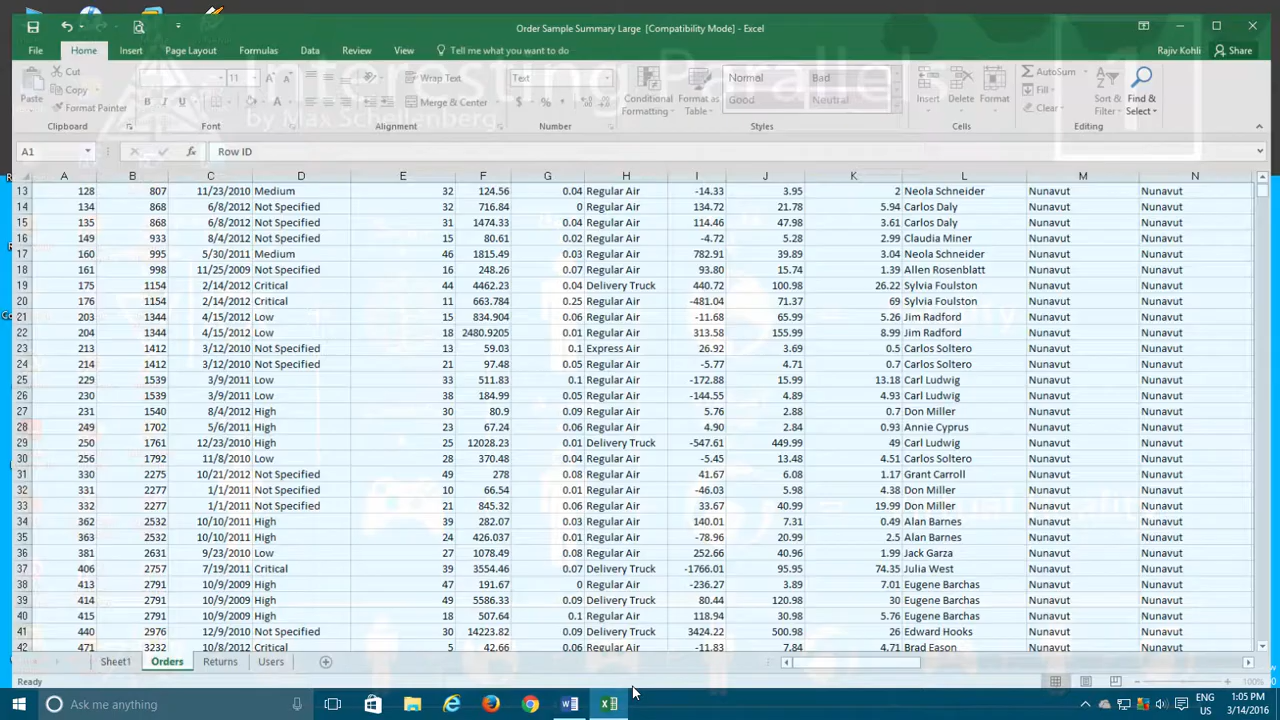 Order Sample Summary Large [Compatibility Mode] - Excel
File Home Insert Page Layout Formulas Data Review View Tell me what you want to do Rajiv Kohli Share
Cut
Copy
Format Painter
Paste
11
Wrap Text
Merge & Center
Text
Conditional Formatting
Format as Table
Normal Bad
Good Neutral
Insert Delete Format
AutoSum
Fill
Clear
Sort & Filter
Find & Select
Clipboard Font Alignment Number Styles Cells Editing
Interesting Parallels
A1 Row ID
A B C D E F G H I J K L M N
13 128 807 11/23/2010 Medium 32 124.56 0.04 Regular Air -14.33 3.95 2 Neola Schneider Nunavut Nunavut
14 134 868 6/8/2012 Not Specified 32 716.84 0 Regular Air 134.72 21.78 5.94 Carlos Daly Nunavut Nunavut
15 135 868 6/8/2012 Not Specified 31 1474.33 0.04 Regular Air 114.46 47.98 3.61 Carlos Daly Nunavut Nunavut
16 149 933 8/4/2012 Not Specified 15 80.61 0.02 Regular Air -4.72 5.28 2.99 Claudia Miner Nunavut Nunavut
17 160 995 5/30/2011 Medium 46 1815.49 0.03 Regular Air 782.91 39.89 3.04 Neola Schneider Nunavut Nunavut
18 161 998 11/25/2009 Not Specified 16 248.26 0.07 Regular Air 93.80 15.74 1.39 Allen Rosenblatt Nunavut Nunavut
19 175 1154 2/14/2012 Critical 44 4462.23 0.04 Delivery Truck 440.72 100.98 26.22 Sylvia Foulston Nunavut Nunavut
20 176 1154 2/14/2012 Critical 11 663.784 0.25 Regular Air -481.04 71.37 69 Sylvia Foulston Nunavut Nunavut
21 203 1344 4/15/2012 Low 15 834.904 0.06 Regular Air -11.68 65.99 5.26 Jim Radford Nunavut Nunavut
22 204 1344 4/15/2012 Low 18 2480.9205 0.01 Regular Air 313.58 155.99 8.99 Jim Radford Nunavut Nunavut
23 213 1412 3/12/2010 Not Specified 13 59.03 0.1 Express Air 26.92 3.69 0.5 Carlos Soltero Nunavut Nunavut
24 214 1412 3/12/2010 Not Specified 21 97.48 0.05 Regular Air -5.77 4.71 0.7 Carlos Soltero Nunavut Nunavut
25 229 1539 3/9/2011 Low 33 511.83 0.1 Regular Air -172.88 15.99 13.18 Carl Ludwig Nunavut Nunavut
26 230 1539 3/9/2011 Low 38 184.99 0.05 Regular Air -144.55 4.89 4.93 Carl Ludwig Nunavut Nunavut
27 231 1540 8/4/2012 High 30 80.9 0.09 Regular Air 5.76 2.88 0.7 Don Miller Nunavut Nunavut
28 249 1702 5/6/2011 High 23 67.24 0.06 Regular Air 4.90 2.84 0.93 Annie Cyprus Nunavut Nunavut
29 250 1761 12/23/2010 High 25 12028.23 0.01 Delivery Truck -547.61 449.99 49 Carl Ludwig Nunavut Nunavut
30 256 1792 11/8/2010 Low 28 370.48 0.04 Regular Air -5.45 13.48 4.51 Carlos Soltero Nunavut Nunavut
31 330 2275 10/21/2012 Not Specified 49 278 0.08 Regular Air 41.67 6.08 1.17 Grant Carroll Nunavut Nunavut
32 331 2277 1/1/2011 Not Specified 10 66.54 0.01 Regular Air -46.03 5.98 4.38 Don Miller Nunavut Nunavut
33 332 2277 1/1/2011 Not Specified 21 845.32 0.06 Regular Air 33.67 40.99 19.99 Don Miller Nunavut Nunavut
34 362 2532 10/10/2011 High 39 282.07 0.03 Regular Air 140.01 7.31 0.49 Alan Barnes Nunavut Nunavut
35 363 2532 10/10/2011 High 24 426.037 0.01 Regular Air -78.96 20.99 2.5 Alan Barnes Nunavut Nunavut
36 381 2631 9/23/2010 Low 27 1078.49 0.08 Regular Air 252.66 40.96 1.99 Jack Garza Nunavut Nunavut
37 406 2757 7/19/2011 Critical 39 3554.46 0.07 Delivery Truck -1766.01 95.95 74.35 Julia West Nunavut Nunavut
38 413 2791 10/9/2009 High 47 191.67 0 Regular Air -236.27 3.89 7.01 Eugene Barchas Nunavut Nunavut
39 414 2791 10/9/2009 High 49 5586.33 0.09 Delivery Truck 80.44 120.98 30 Eugene Barchas Nunavut Nunavut
40 415 2791 10/9/2009 High 18 507.64 0.1 Regular Air 118.94 30.98 5.76 Eugene Barchas Nunavut Nunavut
41 440 2976 12/9/2010 Not Specified 30 14223.82 0.09 Delivery Truck 3424.22 500.98 26 Edward Hooks Nunavut Nunavut
42 471 3232 10/6/2012 Critical 5 42.66 0.05 Regular Air -11.83 7.84 4.71 Brad Eason Nunavut Nunavut
Sheet1 Orders Returns Users
Ready 100%
Ask me anything
ENG
US
1:05 PM
3/14/2016